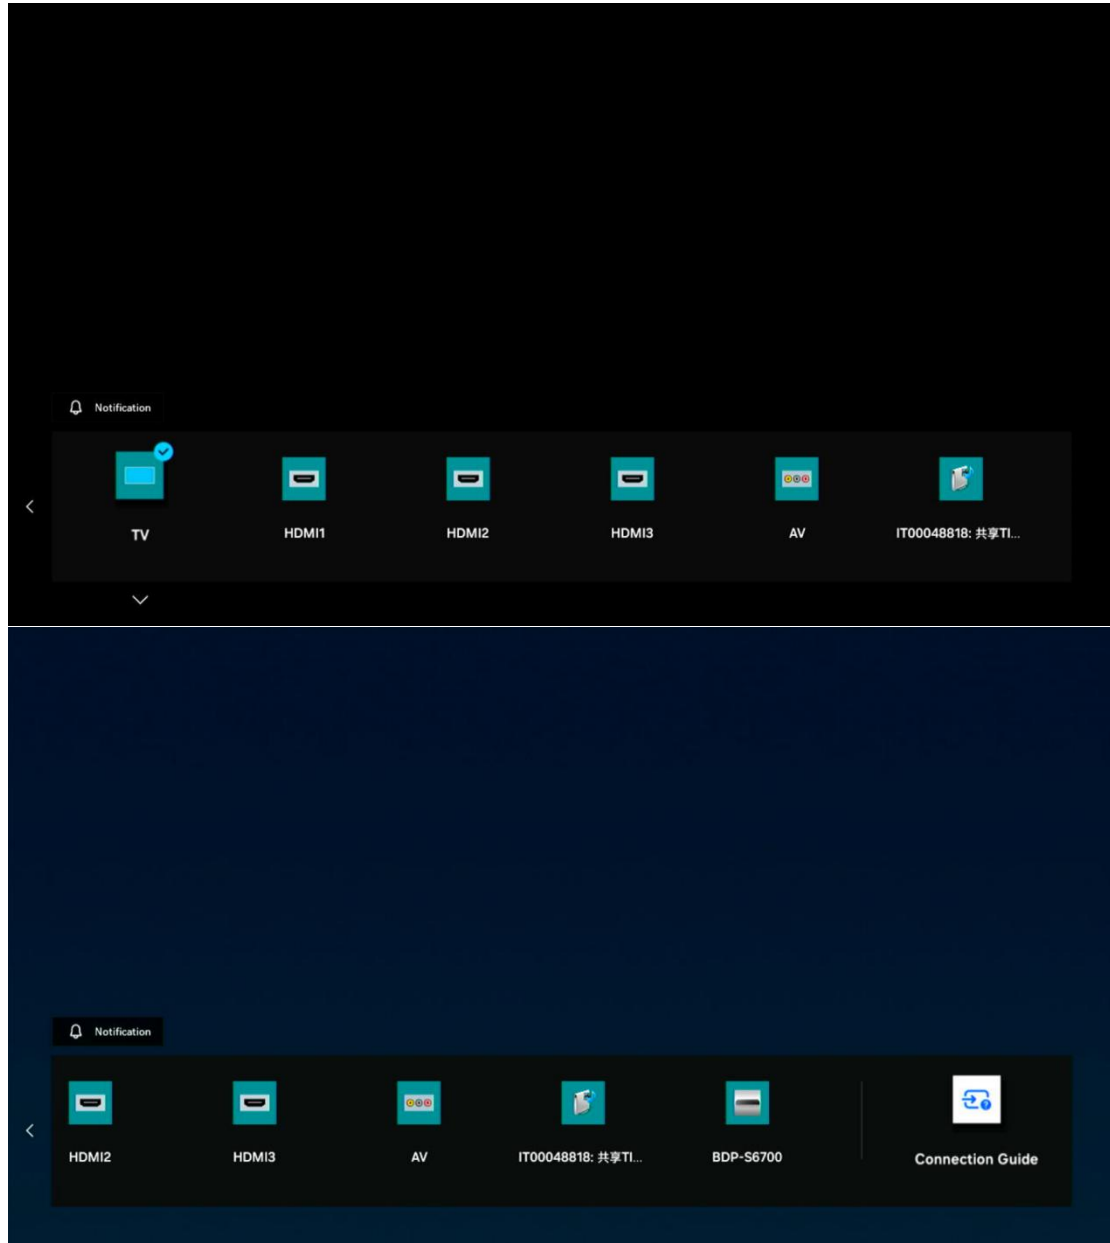 Notification
TV
HDMI1
HDMI2
HDMI3
AV
IT00048818: 共享TI...
Notification
HDMI2
HDMI3
AV
IT00048818: 共享TI...
BDP-S6700
Connection Guide